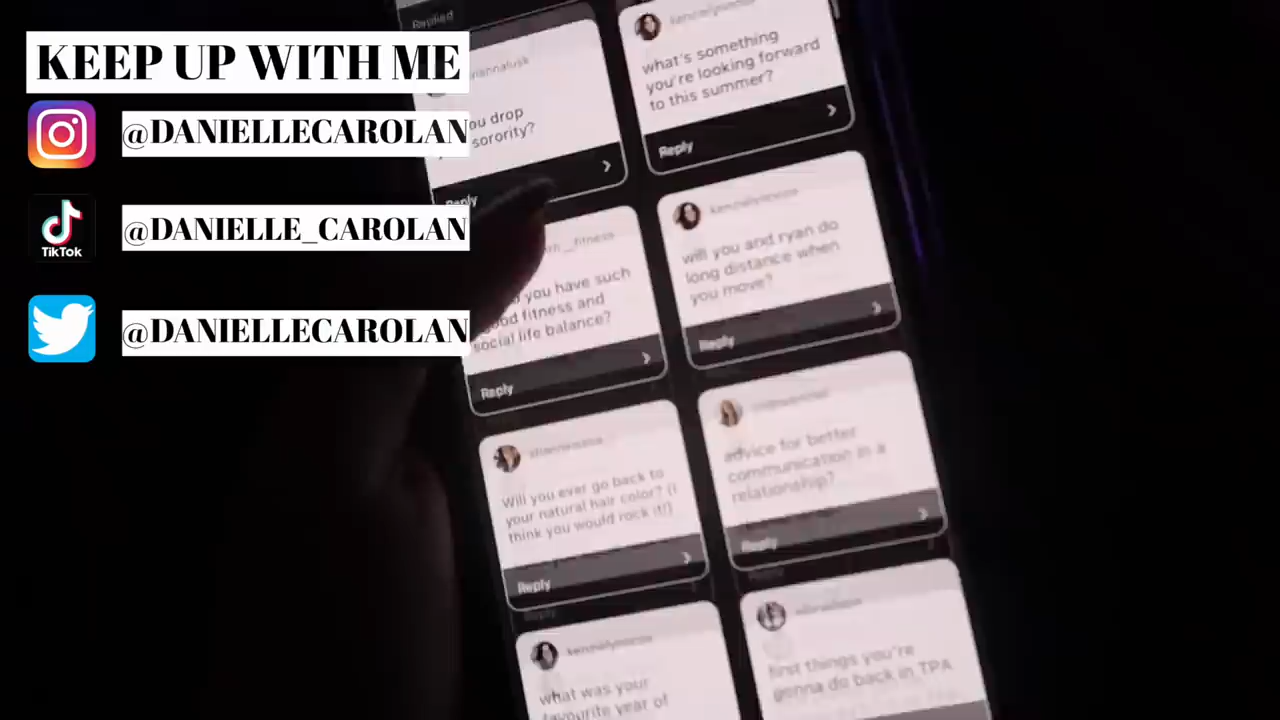 KEEP UP WITH ME
@DANIELLECAROLAN
TikTok
@DANIELLE_CAROLAN
@DANIELLECAROLAN
Replied
ou drop
sorority?
Reply
what's something
you're looking forward
to this summer?
Reply
_fitness
you have such
good fitness and
social life balance?
Reply
will you and ryan do
long distance when
you move?
Reply
Will you ever go back to
your natural hair color? (i
think you would rock it!)
Reply
advice for better
communication in a
relationship?
Reply
what was your
favourite year of
first things you're
gonna do back in TPA